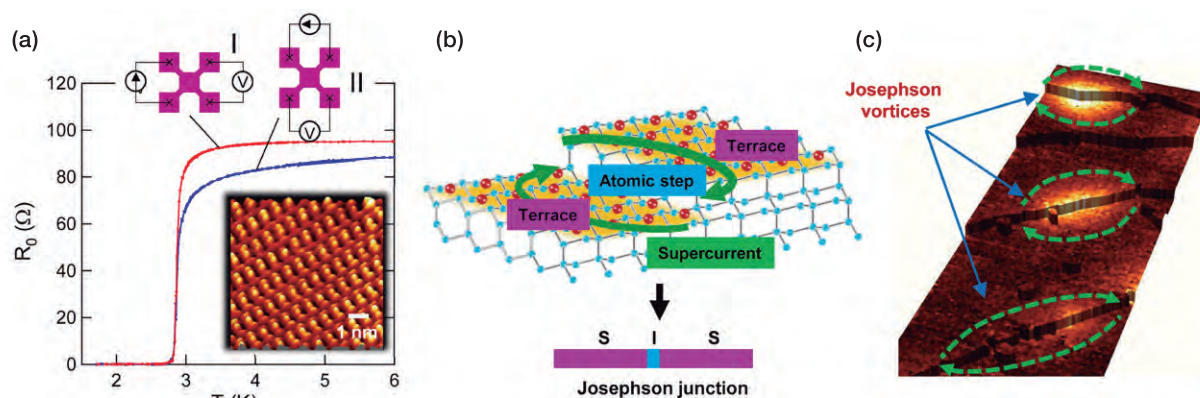 (a)
I
II
V
V
120
100
80
60
40
20
0
R₀ (Ω)
1 nm
2
3
4
5
6
(b)
Terrace
Atomic step
Terrace
Supercurrent
S I S
Josephson junction
(c)
Josephson
vortices